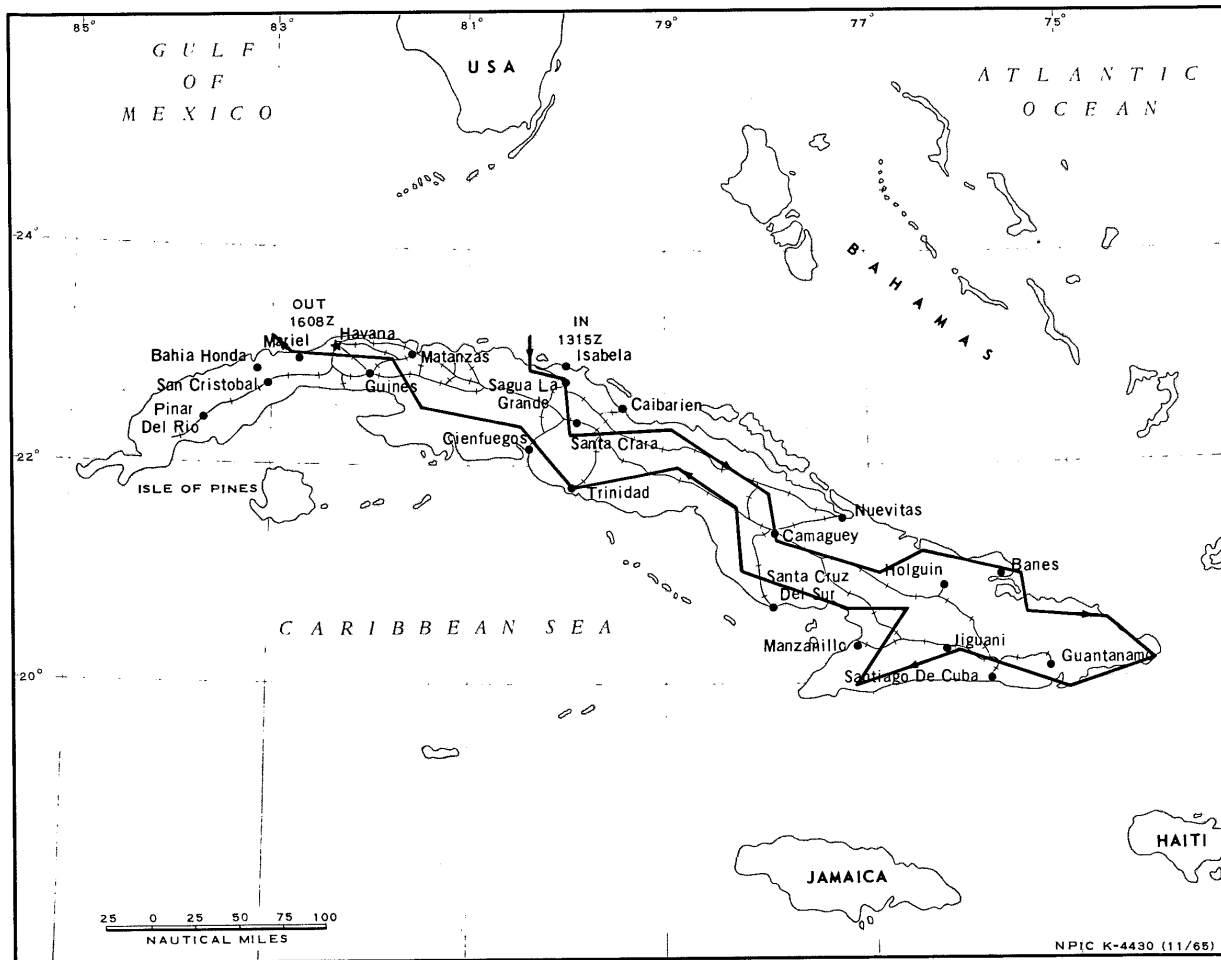 85°
83°
81°
79°
77°
75°
GULF
OF
MEXICO
USA
ATLANTIC
OCEAN
24°
BAHAMAS
OUT
1608Z
IN
1315Z
Havana
Mariel
Isabela
Bahia Honda
Matanzas
San Cristobal
Guines
Sagua La
Grande
Caibarien
Pinar
Del Rio
Cienfuegos
Santa Clara
22°
ISLE OF PINES
Trinidad
Nuevitas
Camaguey
Holguin
Banes
Santa Cruz
Del Sur
CARIBBEAN SEA
Manzanillo
Jiguani
Guantanamo
Santiago De Cuba
20°
HAITI
JAMAICA
25 0 25 50 75 100
NAUTICAL MILES
NPIC K-4430 (11/65)